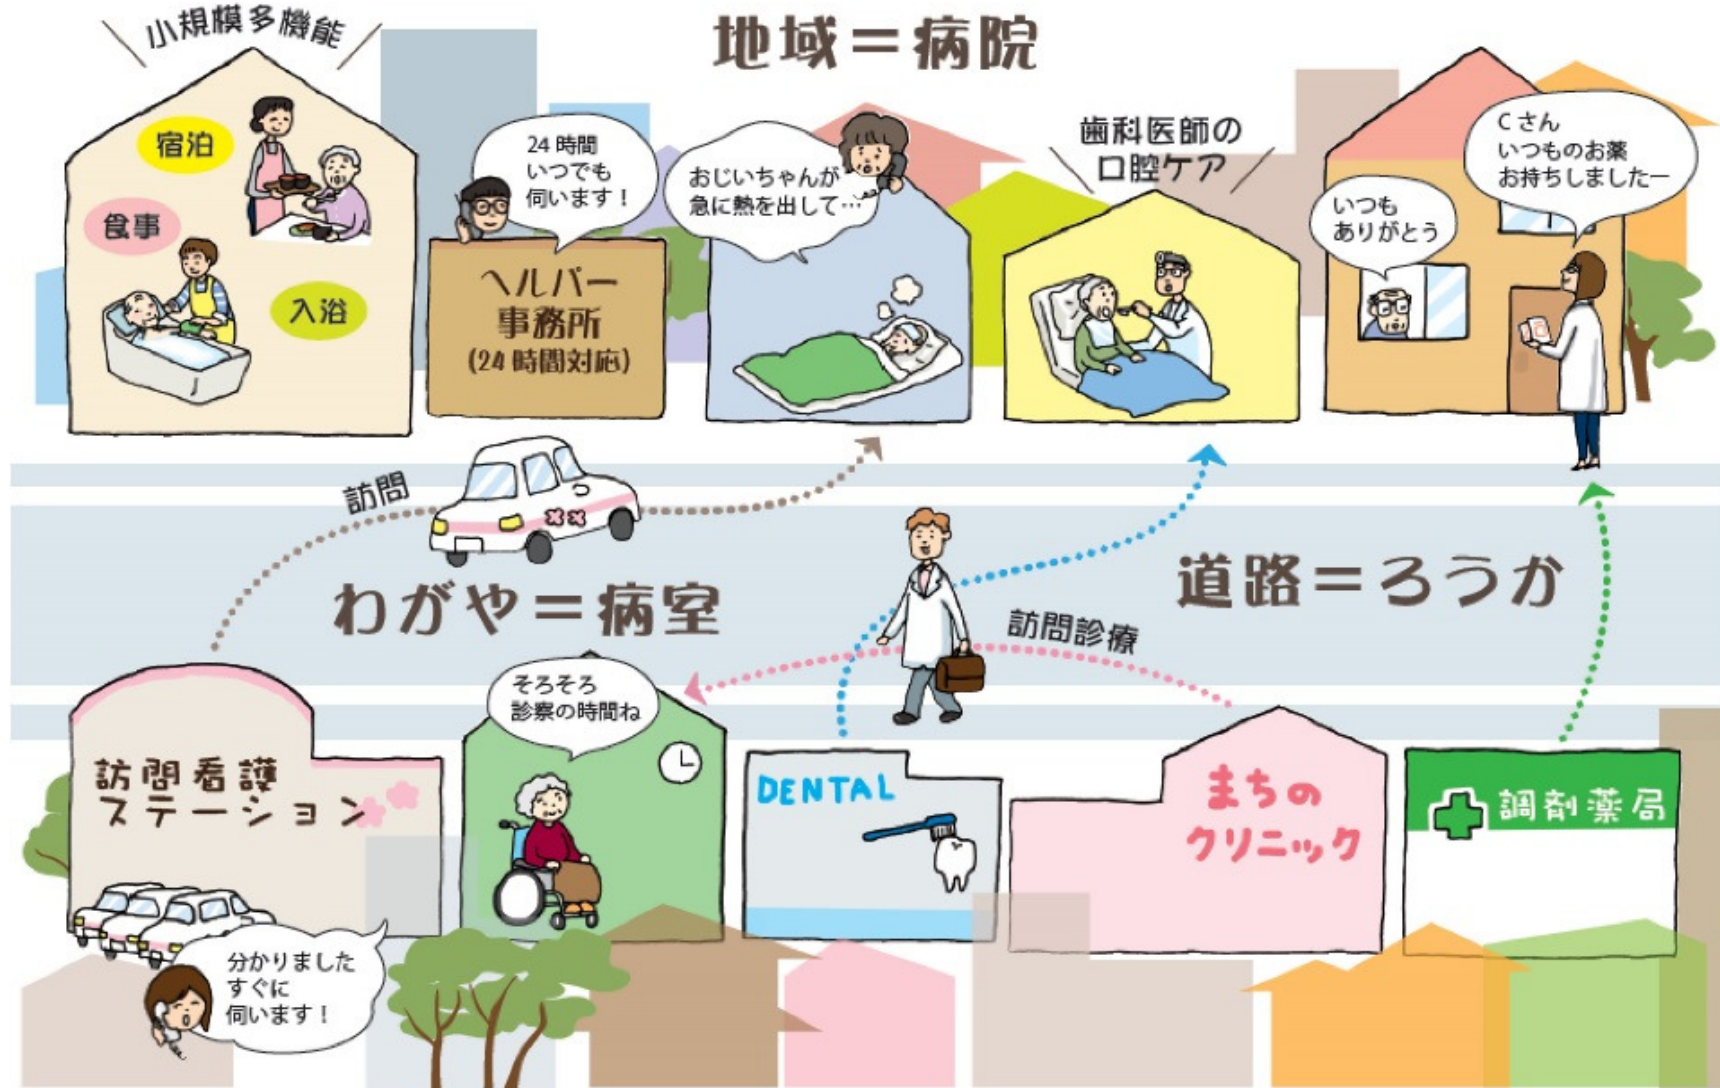 小規模多機能
地域＝病院
宿泊
食事
入浴
24時間
いつでも
伺います！
ヘルパー
事務所
(24時間対応)
おじいちゃんが
急に熱を出して…
歯科医師の
口腔ケア
Cさん
いつものお薬
お持ちしましたー
いつも
ありがとう
訪問
わがや＝病室
道路＝ろうか
訪問診療
訪問看護
ステーション
そろそろ
診察の時間ね
DENTAL
まちの
クリニック
調剤薬局
分かりました
すぐに
伺います！